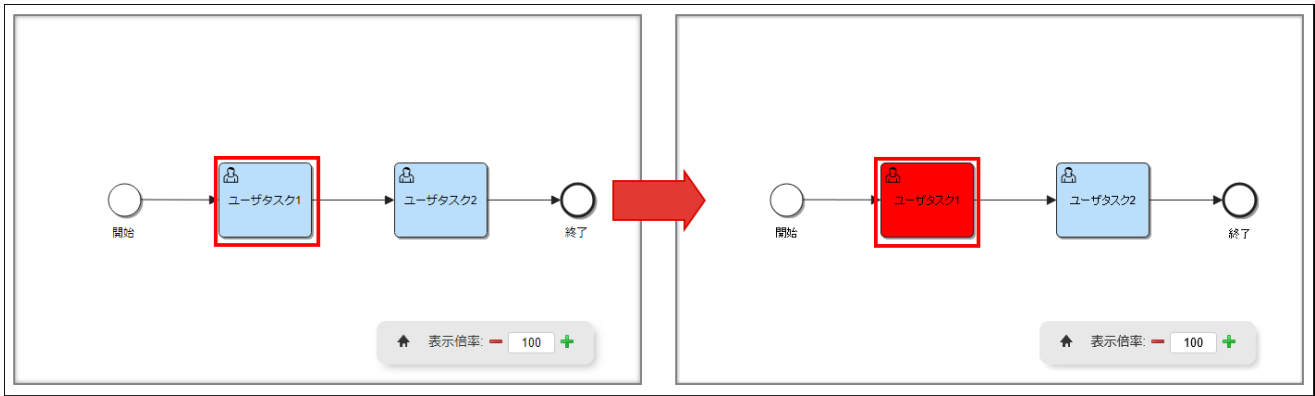 ユーザタスク1
ユーザタスク2
開始
終了
表示倍率: 100
ユーザタスク1
ユーザタスク2
開始
終了
表示倍率: 100